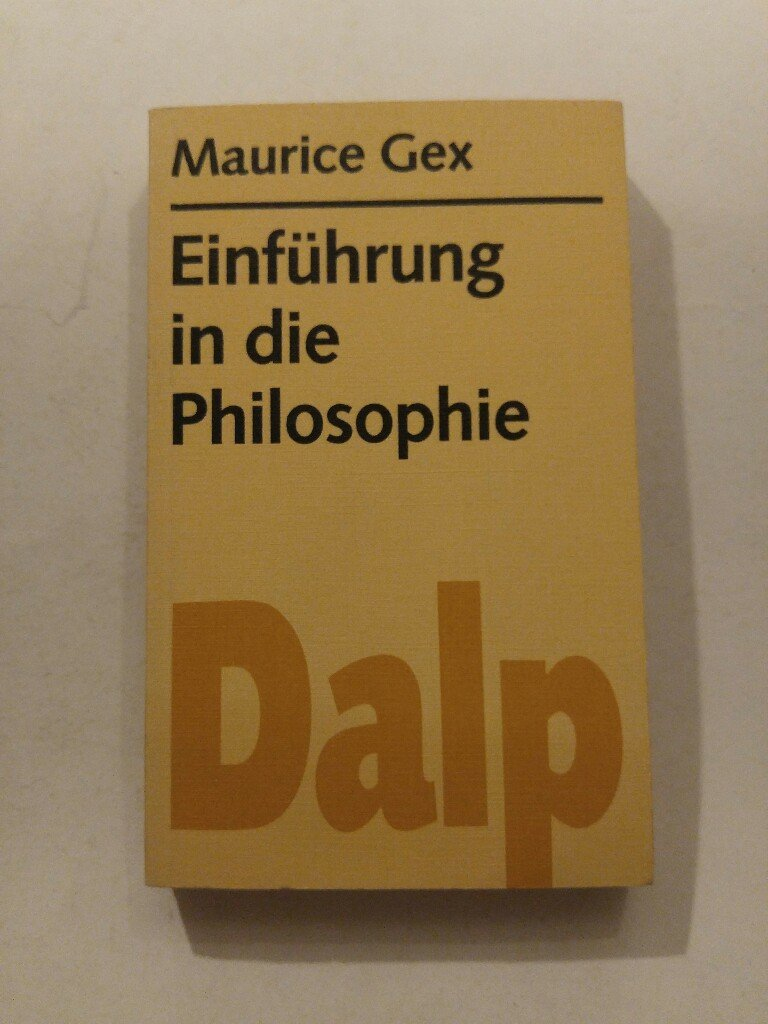 Maurice Gex
Einführung
in die
Philosophie
Dalp